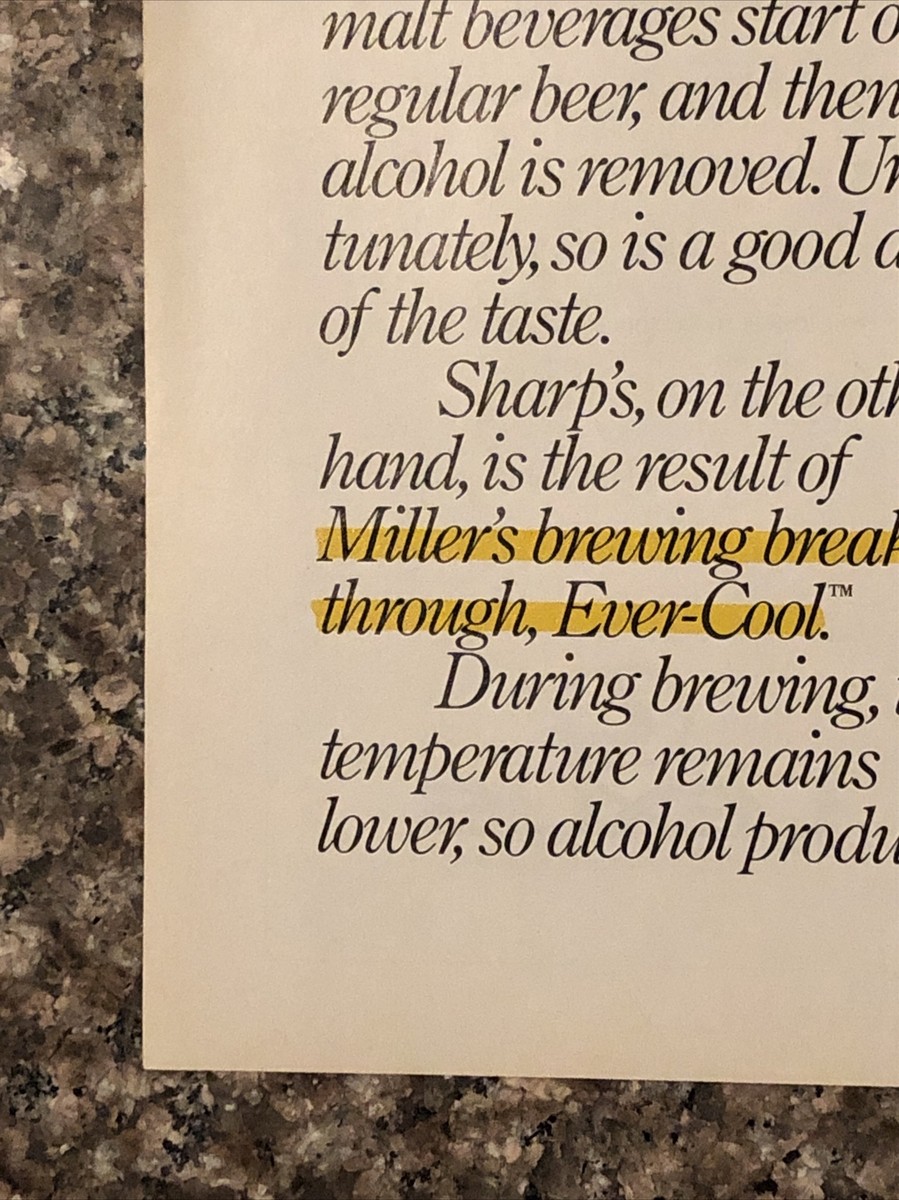 malt beverages start o
regular beer, and then
alcohol is removed. Un
tunately, so is a good d
of the taste.
Sharp's, on the oth
hand, is the result of
Miller's brewing break
through, Ever-Cool.™
During brewing, t
temperature remains
lower, so alcohol produ